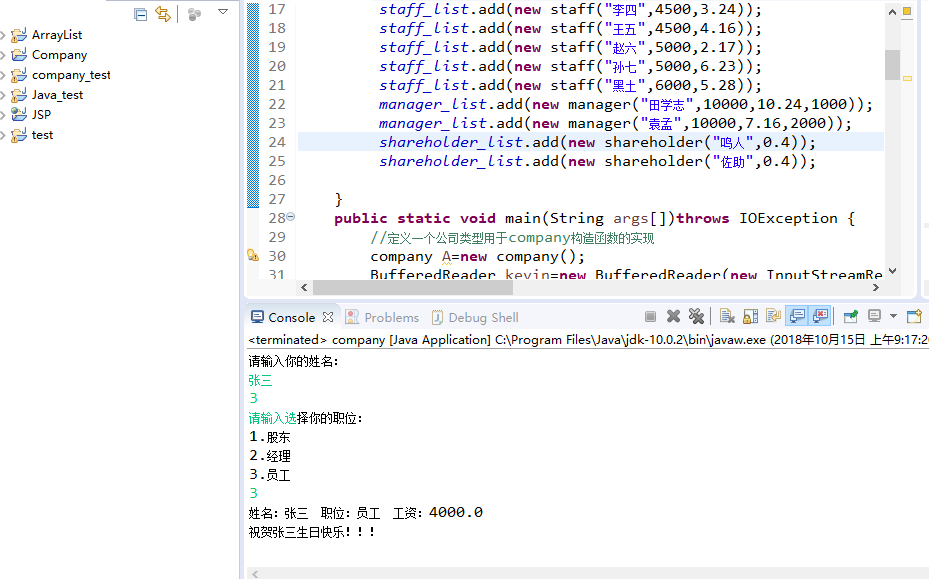 ArrayList
Company
company_test
Java_test
JSP
test
17 staff_list.add(new staff("李四",4500,3.24));
18 staff_list.add(new staff("王五",4500,4.16));
19 staff_list.add(new staff("赵六",5000,2.17));
20 staff_list.add(new staff("孙七",5000,6.23));
21 staff_list.add(new staff("黑土",6000,5.28));
22 manager_list.add(new manager("田学志",10000,10.24,1000));
23 manager_list.add(new manager("袁孟",10000,7.16,2000));
24 shareholder_list.add(new shareholder("鸣人",0.4));
25 shareholder_list.add(new shareholder("佐助",0.4));
26
27 }
28 public static void main(String args[])throws IOException {
29 //定义一个公司类型用于company构造函数的实现
30 company A=new company();
31 BufferedReader kevin=new BufferedReader(new InputStreamRe
Console Problems Debug Shell
<terminated> company [Java Application] C:\Program Files\Java\jdk-10.0.2\bin\javaw.exe (2018年10月15日 上午9:17:20
请输入你的姓名：
张三
3
请输入选择你的职位：
1.股东
2.经理
3.员工
3
姓名：张三 职位：员工 工资：4000.0
祝贺张三生日快乐！！！